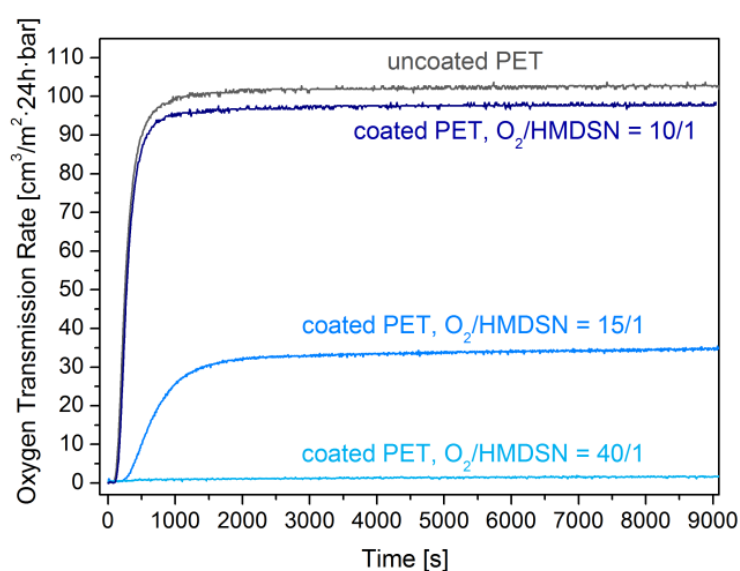 Oxygen Transmission Rate [cm³/m²·24h·bar]
110
100
90
80
70
60
50
40
30
20
10
0
uncoated PET
coated PET, O₂/HMDSN = 10/1
coated PET, O₂/HMDSN = 15/1
coated PET, O₂/HMDSN = 40/1
0 1000 2000 3000 4000 5000 6000 7000 8000 9000
Time [s]